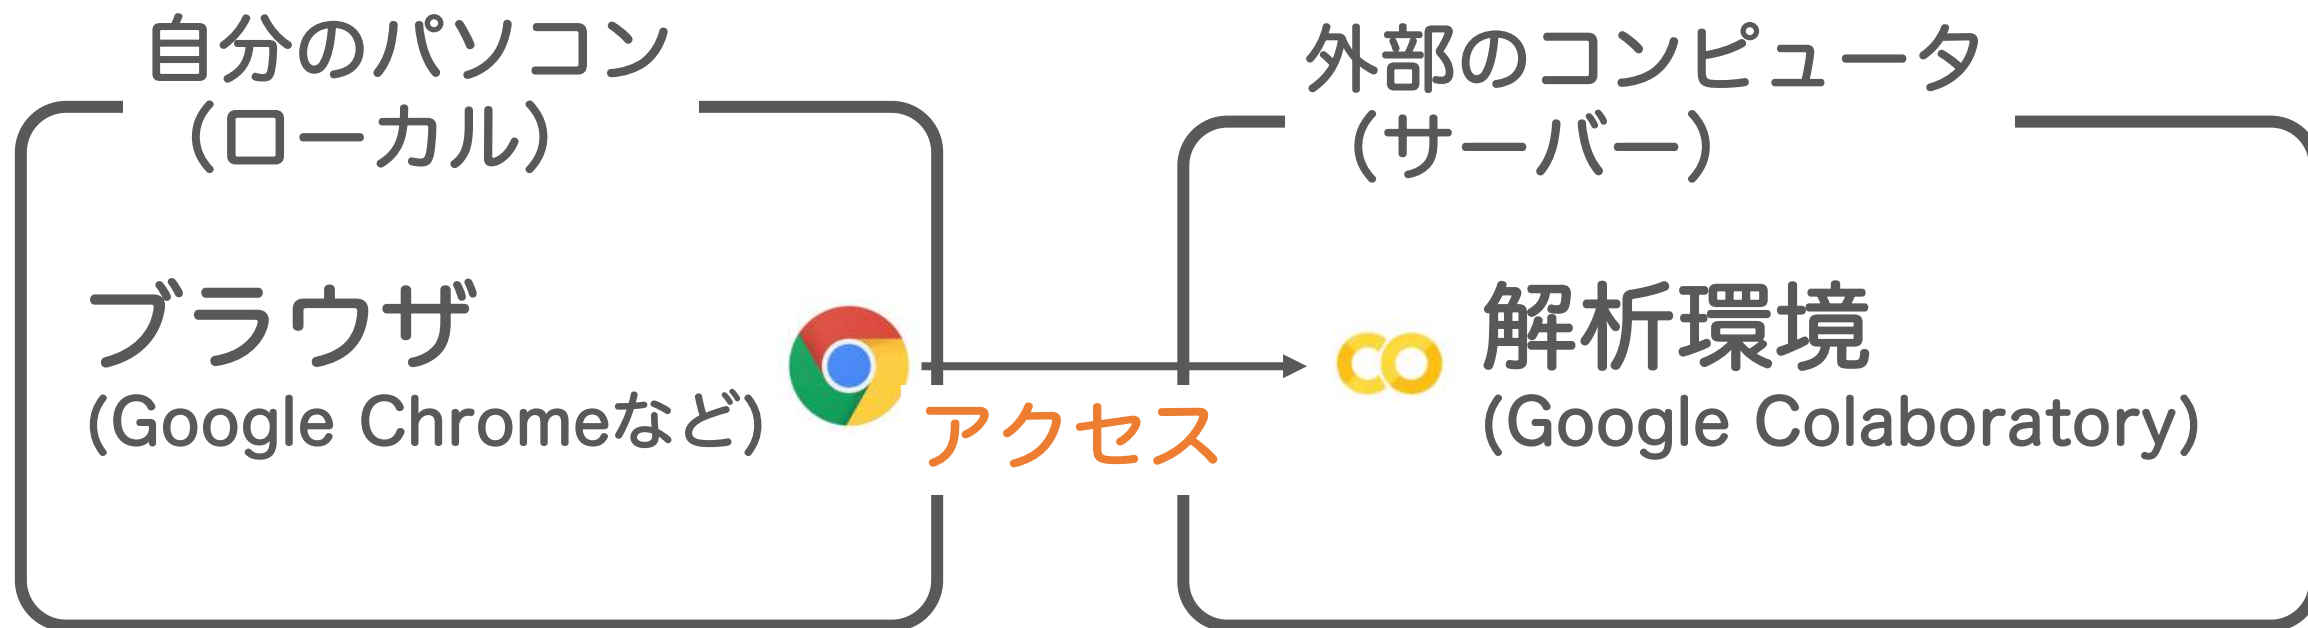 自分のパソコン
（ローカル）
ブラウザ
(Google Chromeなど)
アクセス
外部のコンピュータ
（サーバー）
解析環境
(Google Colaboratory)